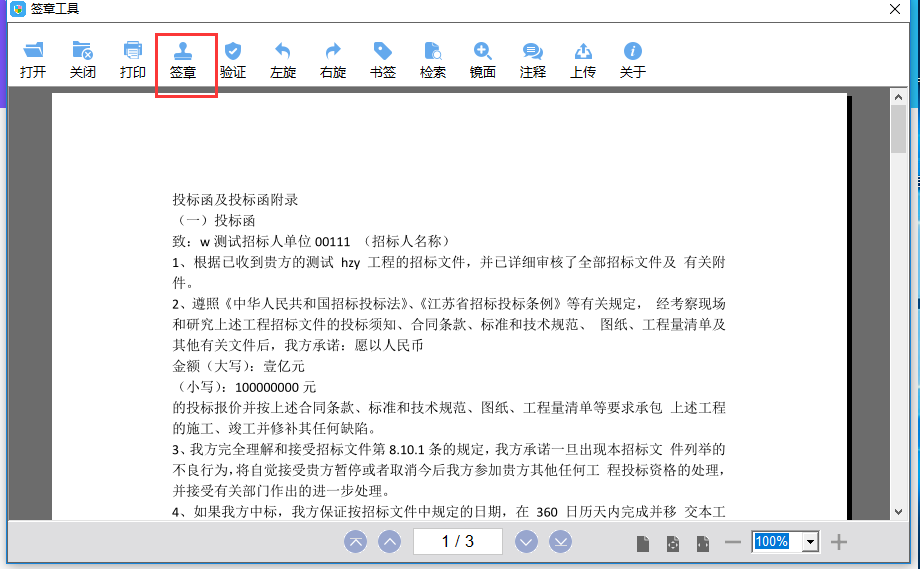 签章工具
打开 关闭 打印 签章 验证 左旋 右旋 书签 检索 镜面 注释 上传 关于
投标函及投标函附录
（一）投标函
致：w 测试招标人单位 00111 （招标人名称）
1、根据已收到贵方的测试 hzy 工程的招标文件，并已详细审核了全部招标文件及 有关附
件。
2、遵照《中华人民共和国招标投标法》、《江苏省招标投标条例》等有关规定， 经考察现场
和研究上述工程招标文件的投标须知、合同条款、标准和技术规范、 图纸、工程量清单及
其他有关文件后，我方承诺：愿以人民币
金额（大写）：壹亿元
（小写）：100000000 元
的投标报价并按上述合同条款、标准和技术规范、图纸、工程量清单等要求承包 上述工程
的施工、竣工并修补其任何缺陷。
3、我方完全理解和接受招标文件第 8.10.1 条的规定，我方承诺一旦出现本招标文 件列举的
不良行为，将自觉接受贵方暂停或者取消今后我方参加贵方其他任何工 程投标资格的处理，
并接受有关部门作出的进一步处理。
4、如果我方中标，我方保证按招标文件中规定的日期，在 360 日历天内完成并移 交本工
1 / 3
100%